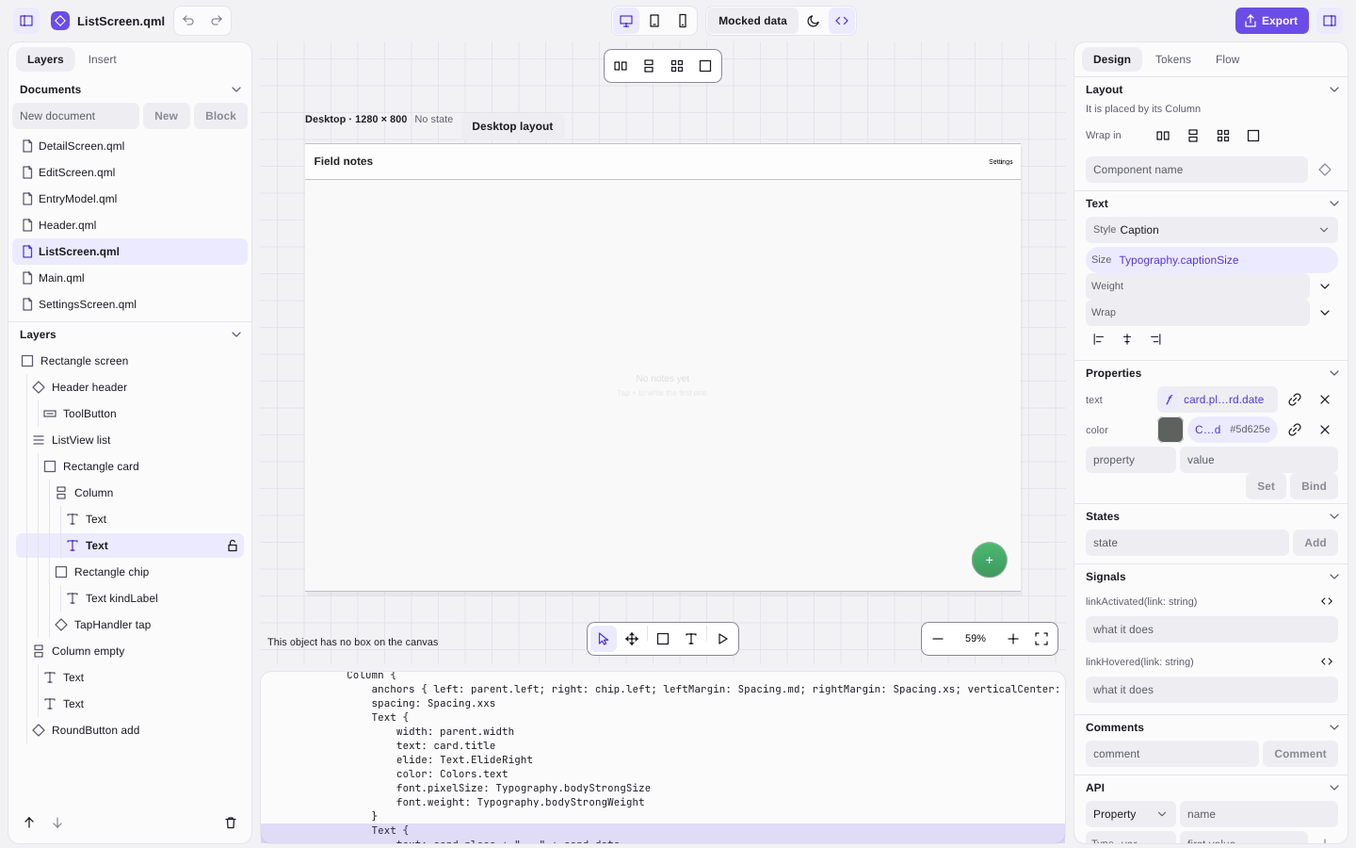 ListScreen.qml
Mocked data
Export
Layers Insert
Documents
New document New Block
DetailScreen.qml
EditScreen.qml
EntryModel.qml
Header.qml
ListScreen.qml
Main.qml
SettingsScreen.qml
Layers
Rectangle screen
Header header
ToolButton
ListView list
Rectangle card
Column
Text
Text
Rectangle chip
Text kindLabel
TapHandler tap
Column empty
Text
Text
RoundButton add
Desktop · 1280 × 800 No state Desktop layout
Field notes Settings
No notes yet
Tap + to write the first one.
+
This object has no box on the canvas
59%
Column {
anchors { left: parent.left; right: chip.left; leftMargin: Spacing.md; rightMargin: Spacing.xs; verticalCenter:
spacing: Spacing.xxs
Text {
width: parent.width
text: card.title
elide: Text.ElideRight
color: Colors.text
font.pixelSize: Typography.bodyStrongSize
font.weight: Typography.bodyStrongWeight
}
Text {
Design Tokens Flow
Layout
It is placed by its Column
Wrap in
Component name
Text
Style Caption
Size Typography.captionSize
Weight
Wrap
Properties
text card.pl…rd.date
color C…d #5d625e
property value
Set Bind
States
state Add
Signals
linkActivated(link: string)
what it does
linkHovered(link: string)
what it does
Comments
comment Comment
API
Property name